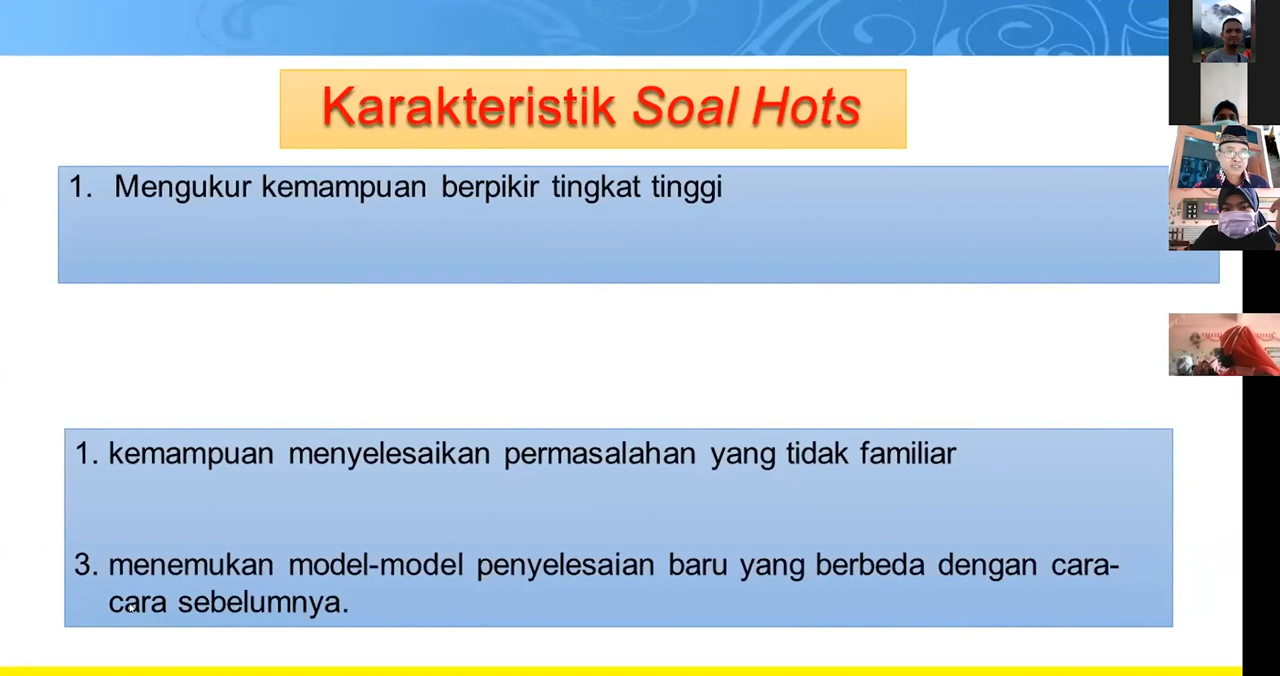 Karakteristik Soal Hots
1. Mengukur kemampuan berpikir tingkat tinggi
1. kemampuan menyelesaikan permasalahan yang tidak familiar
3. menemukan model-model penyelesaian baru yang berbeda dengan cara-
cara sebelumnya.